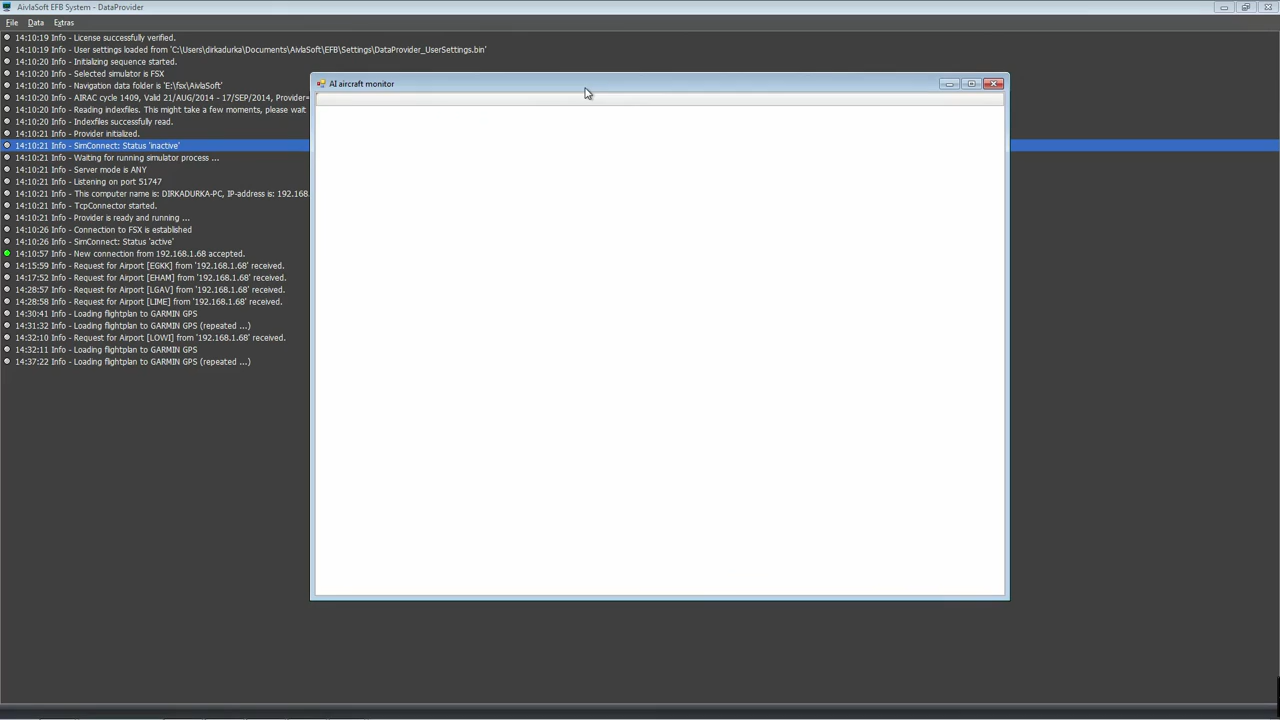 AivlaSoft EFB System - DataProvider
File Data Extras
14:10:19 Info - License successfully verified.
14:10:19 Info - User settings loaded from 'C:\Users\dirkadurka\Documents\AivlaSoft\EFB\Settings\DataProvider_UserSettings.bin'
14:10:20 Info - Initializing sequence started.
14:10:20 Info - Selected simulator is FSX
AI aircraft monitor
14:10:20 Info - Navigation data folder is 'E:\fsx\AivlaSoft'
14:10:20 Info - AIRAC cycle 1409, Valid 21/AUG/2014 - 17/SEP/2014, Provider=
14:10:20 Info - Reading indexfiles. This might take a few moments, please wait
14:10:20 Info - Indexfiles successfully read.
14:10:21 Info - Provider initialized.
14:10:21 Info - SimConnect: Status 'inactive'
14:10:21 Info - Waiting for running simulator process ...
14:10:21 Info - Server mode is ANY
14:10:21 Info - Listening on port 51747
14:10:21 Info - This computer name is: DIRKADURKA-PC, IP-address is: 192.168.
14:10:21 Info - TcpConnector started.
14:10:21 Info - Provider is ready and running ...
14:10:26 Info - Connection to FSX is established
14:10:26 Info - SimConnect: Status 'active'
14:10:57 Info - New connection from 192.168.1.68 accepted.
14:15:59 Info - Request for Airport [EGKK] from '192.168.1.68' received.
14:17:52 Info - Request for Airport [EHAM] from '192.168.1.68' received.
14:28:57 Info - Request for Airport [LGAV] from '192.168.1.68' received.
14:28:58 Info - Request for Airport [LIME] from '192.168.1.68' received.
14:30:41 Info - Loading flightplan to GARMIN GPS
14:31:32 Info - Loading flightplan to GARMIN GPS (repeated ...)
14:32:10 Info - Request for Airport [LOWI] from '192.168.1.68' received.
14:32:11 Info - Loading flightplan to GARMIN GPS
14:37:22 Info - Loading flightplan to GARMIN GPS (repeated ...)